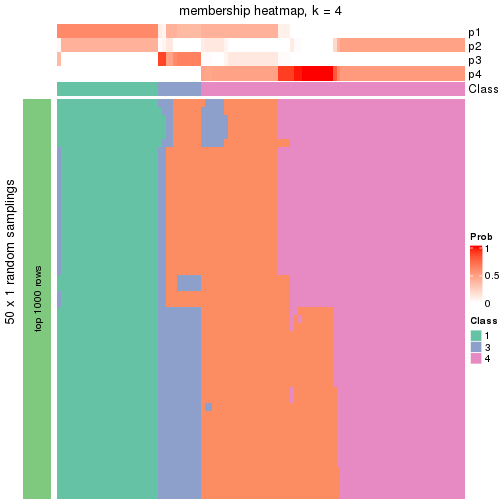 membership heatmap, k = 4
p1
p2
p3
p4
Class
50 x 1 random samplings
top 1000 rows
Prob
1
0.5
0
Class
1
3
4